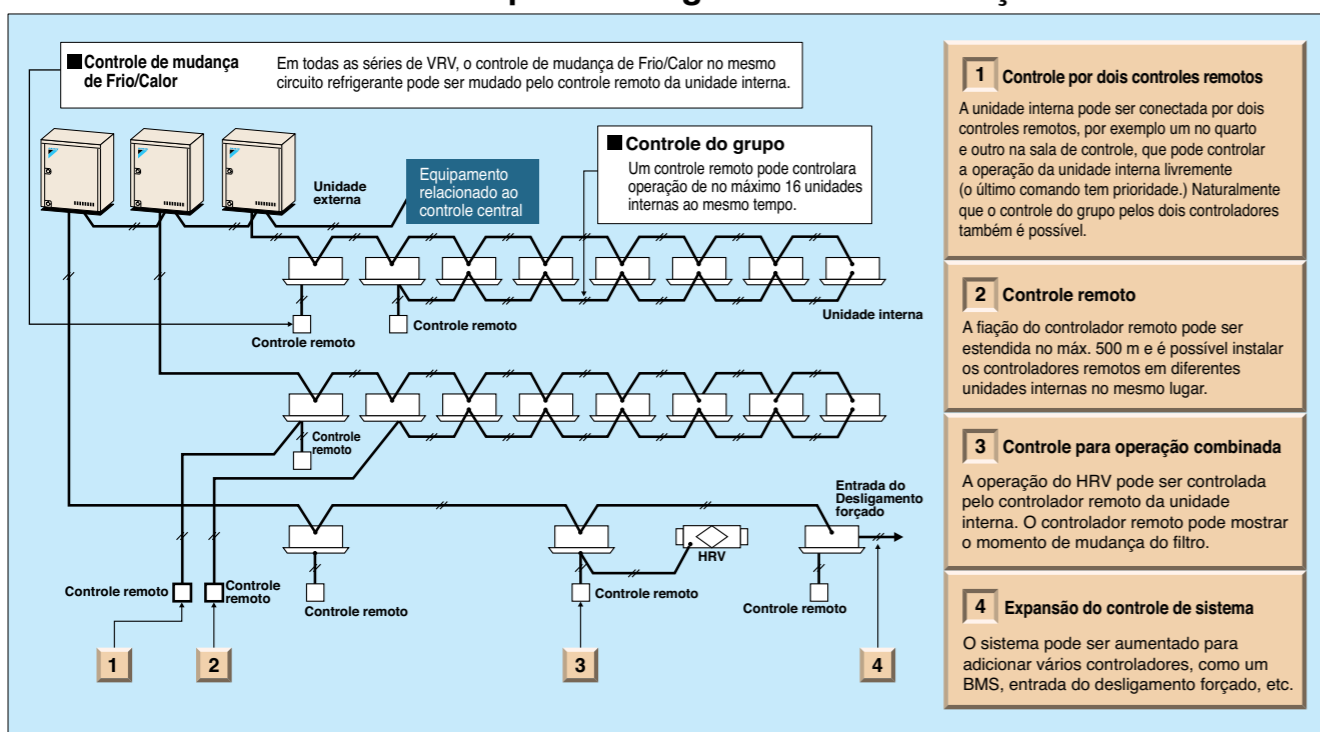 Controle de mudança
de Frio/Calor
Em todas as séries de VRV, o controle de mudança de Frio/Calor no mesmo
circuito refrigerante pode ser mudado pelo controle remoto da unidade interna.
Unidade
externa
Equipamento
relacionado ao
controle central
Controle do grupo
Um controle remoto pode controlara
operação de no máximo 16 unidades
internas ao mesmo tempo.
Unidade interna
Controle remoto
Controle remoto
Controle
remoto
Entrada do
Desligamento
forçado
HRV
Controle remoto
Controle
remoto
Controle remoto
Controle remoto
Controle remoto
1
2
3
4
1 Controle por dois controles remotos
A unidade interna pode ser conectada por dois
controles remotos, por exemplo um no quarto
e outro na sala de controle, que pode controlar
a operação da unidade interna livremente
(o último comando tem prioridade.) Naturalmente
que o controle do grupo pelos dois controladores
também é possível.
2 Controle remoto
A fiação do controlador remoto pode ser
estendida no máx. 500 m e é possível instalar
os controladores remotos em diferentes
unidades internas no mesmo lugar.
3 Controle para operação combinada
A operação do HRV pode ser controlada
pelo controlador remoto da unidade
interna. O controlador remoto pode mostrar
o momento de mudança do filtro.
4 Expansão do controle de sistema
O sistema pode ser aumentado para
adicionar vários controladores, como um
BMS, entrada do desligamento forçado, etc.